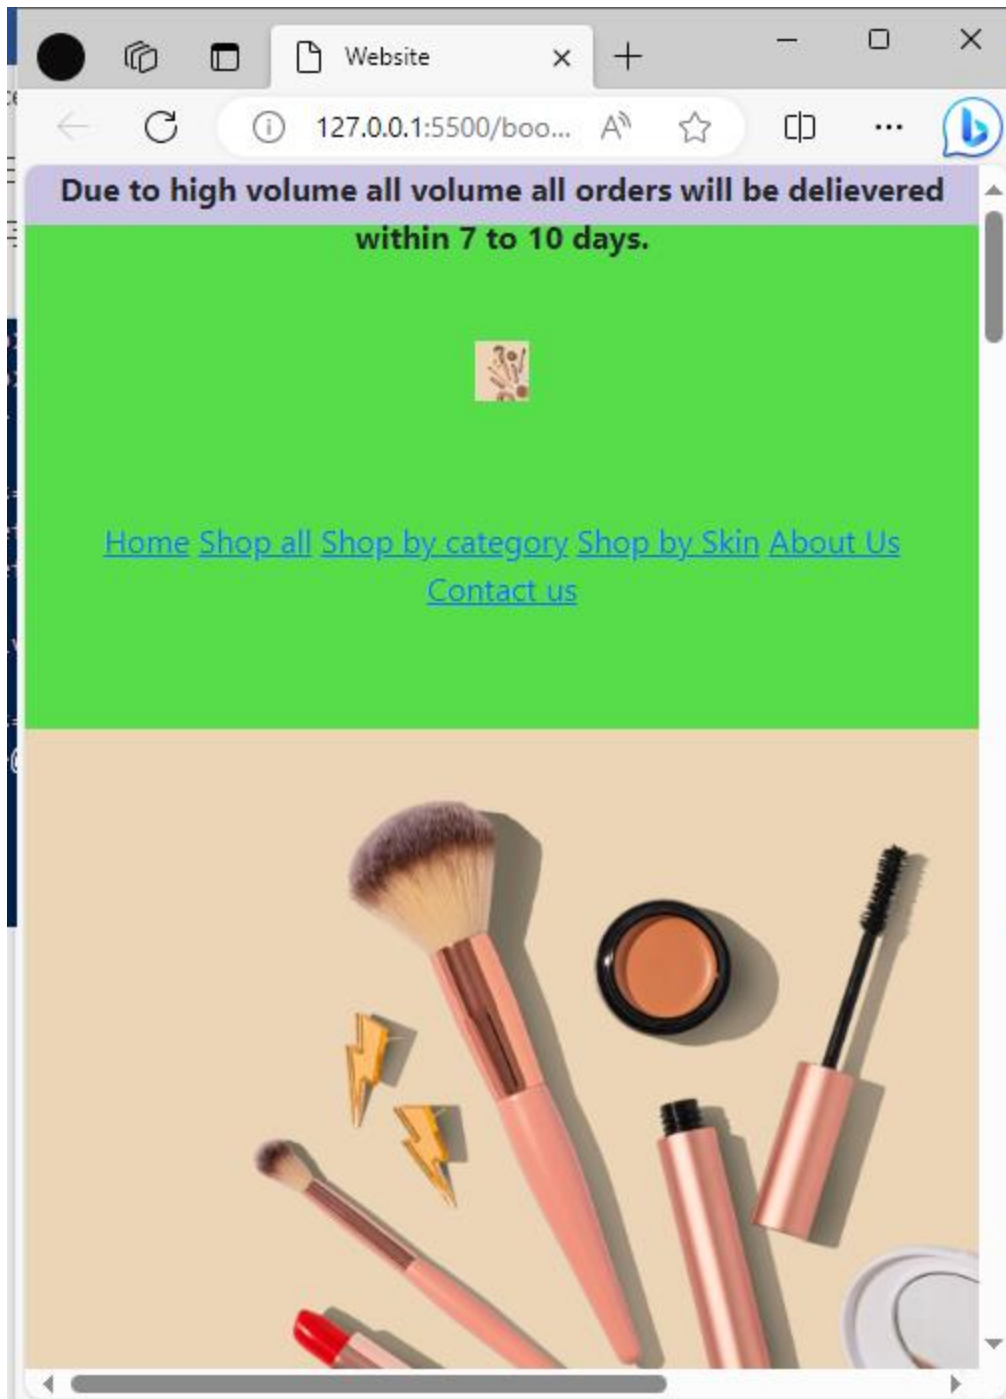 Website
127.0.0.1:5500/boo...
Due to high volume all volume all orders will be delievered
within 7 to 10 days.
Home Shop all Shop by category Shop by Skin About Us
Contact us